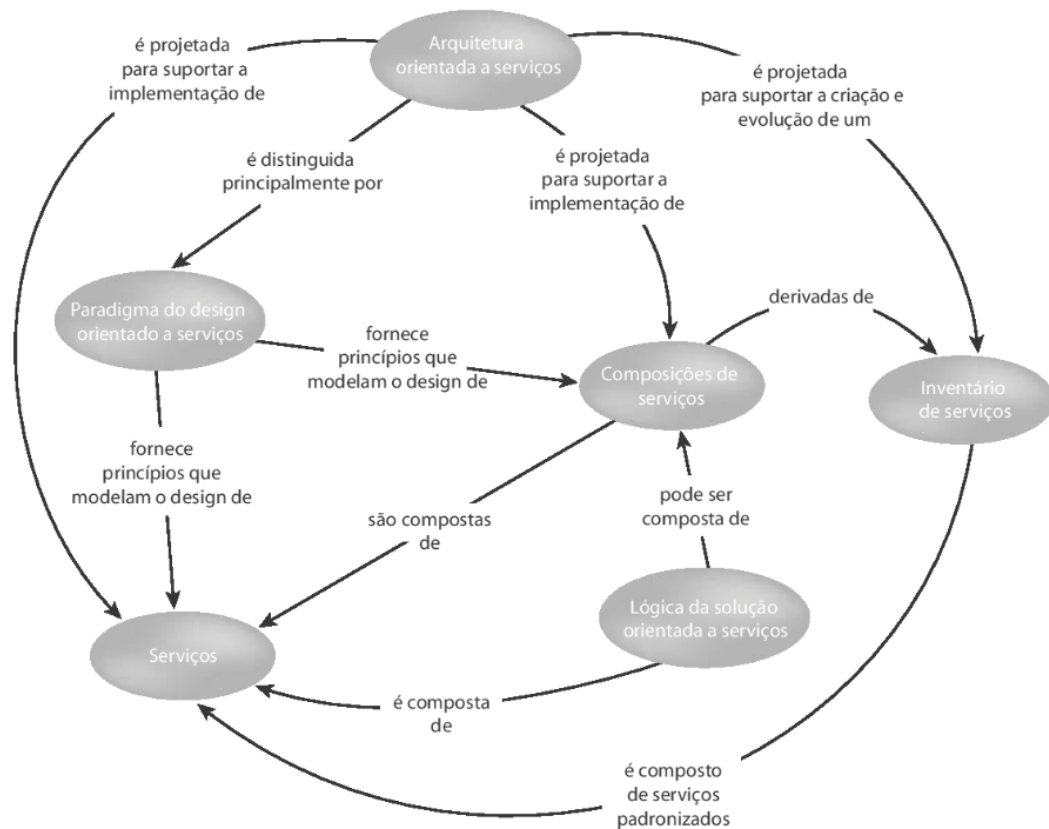 é projetada
para suportar a
implementação de
Arquitetura
orientada a serviços
é projetada
para suportar a criação e
evolução de um
é distinguida
principalmente por
é projetada
para suportar a
implementação de
Paradigma do design
orientado a serviços
derivadas de
fornece
princípios que
modelam o design de
Composições de
serviços
Inventário
de serviços
fornece
princípios que
modelam o design de
são compostas
de
pode ser
composta de
Lógica da solução
orientada a serviços
Serviços
é composta
de
é composto
de serviços
padronizados